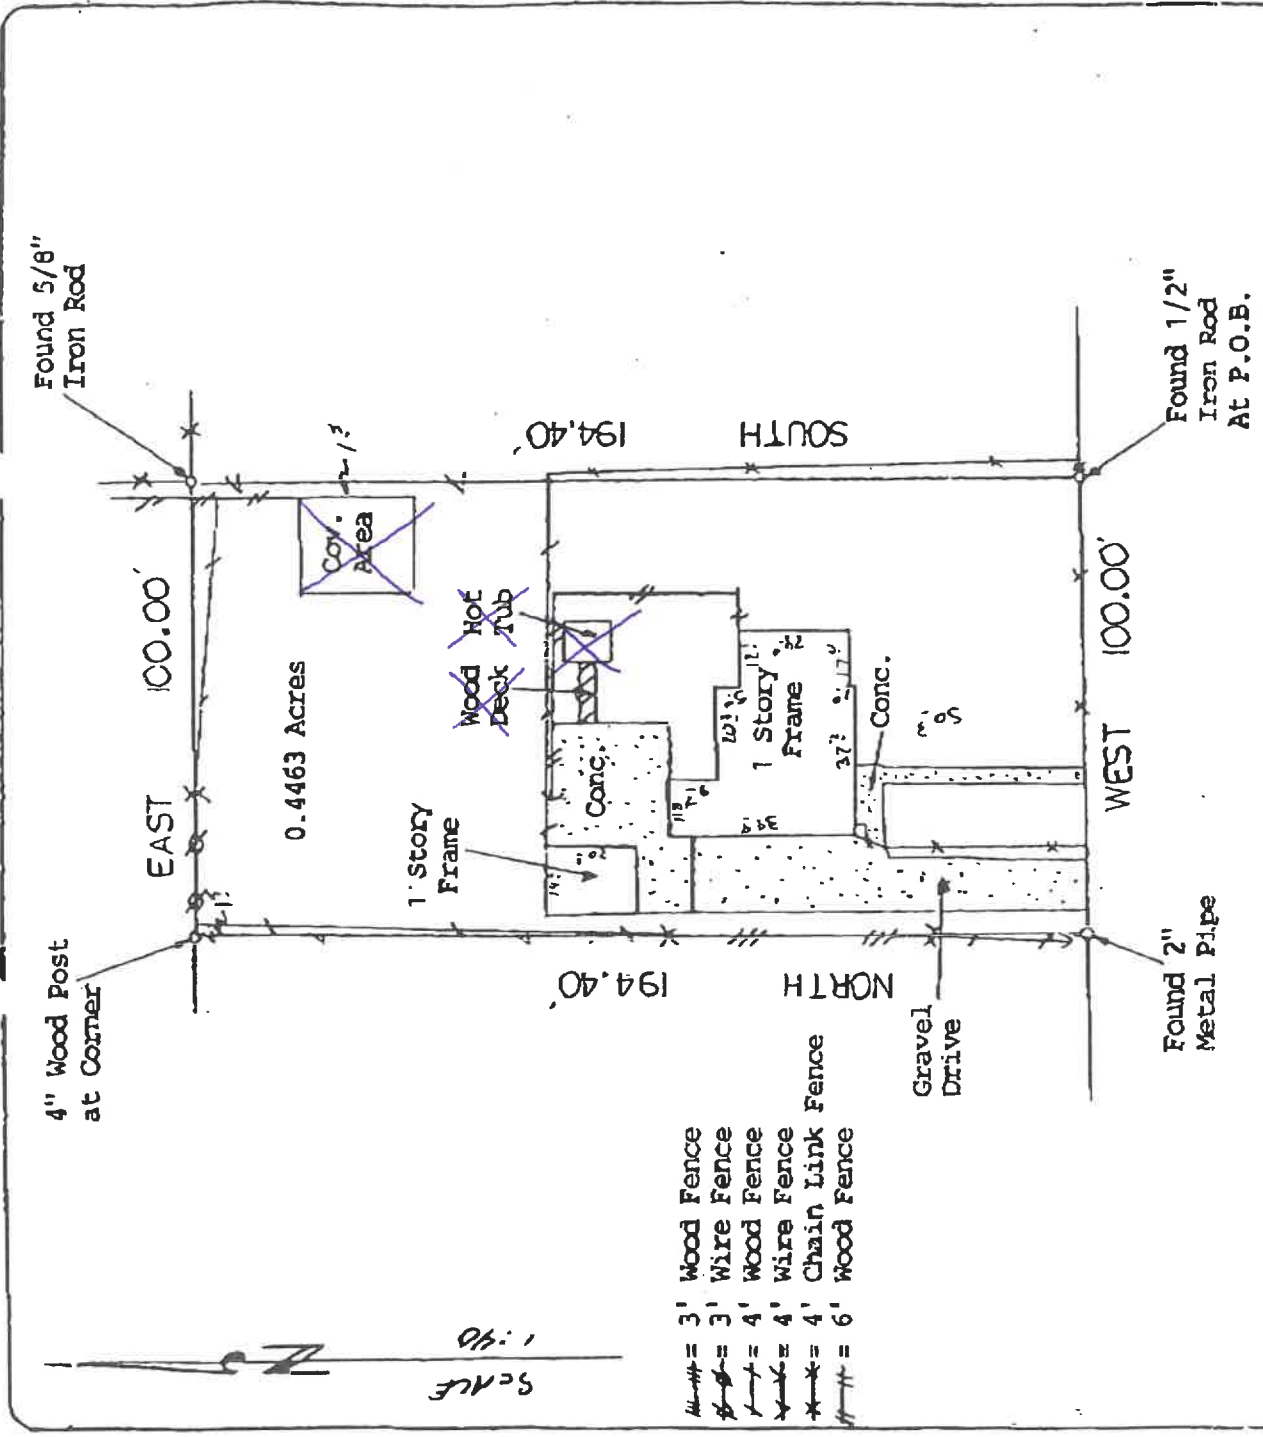 Found 5/8"
Iron Rod
4" Wood Post
at Corner
EAST
100.00'
0.4463 Acres
Cov.
Area
SOUTH
194.40'
Wood
Deck
Hot
Tub
1 Story
Frame
Conc.
1 Story
Frame
Conc.
NORTH
194.40'
Gravel
Drive
WEST
100.00'
Found 2"
Metal Pipe
Found 1/2"
Iron Rod
At P.O.B.
N
SCALE
1:40
= 3' Wood Fence
= 3' Wire Fence
= 4' Wood Fence
= 4' Wire Fence
= 4' Chain Link Fence
= 6' Wood Fence